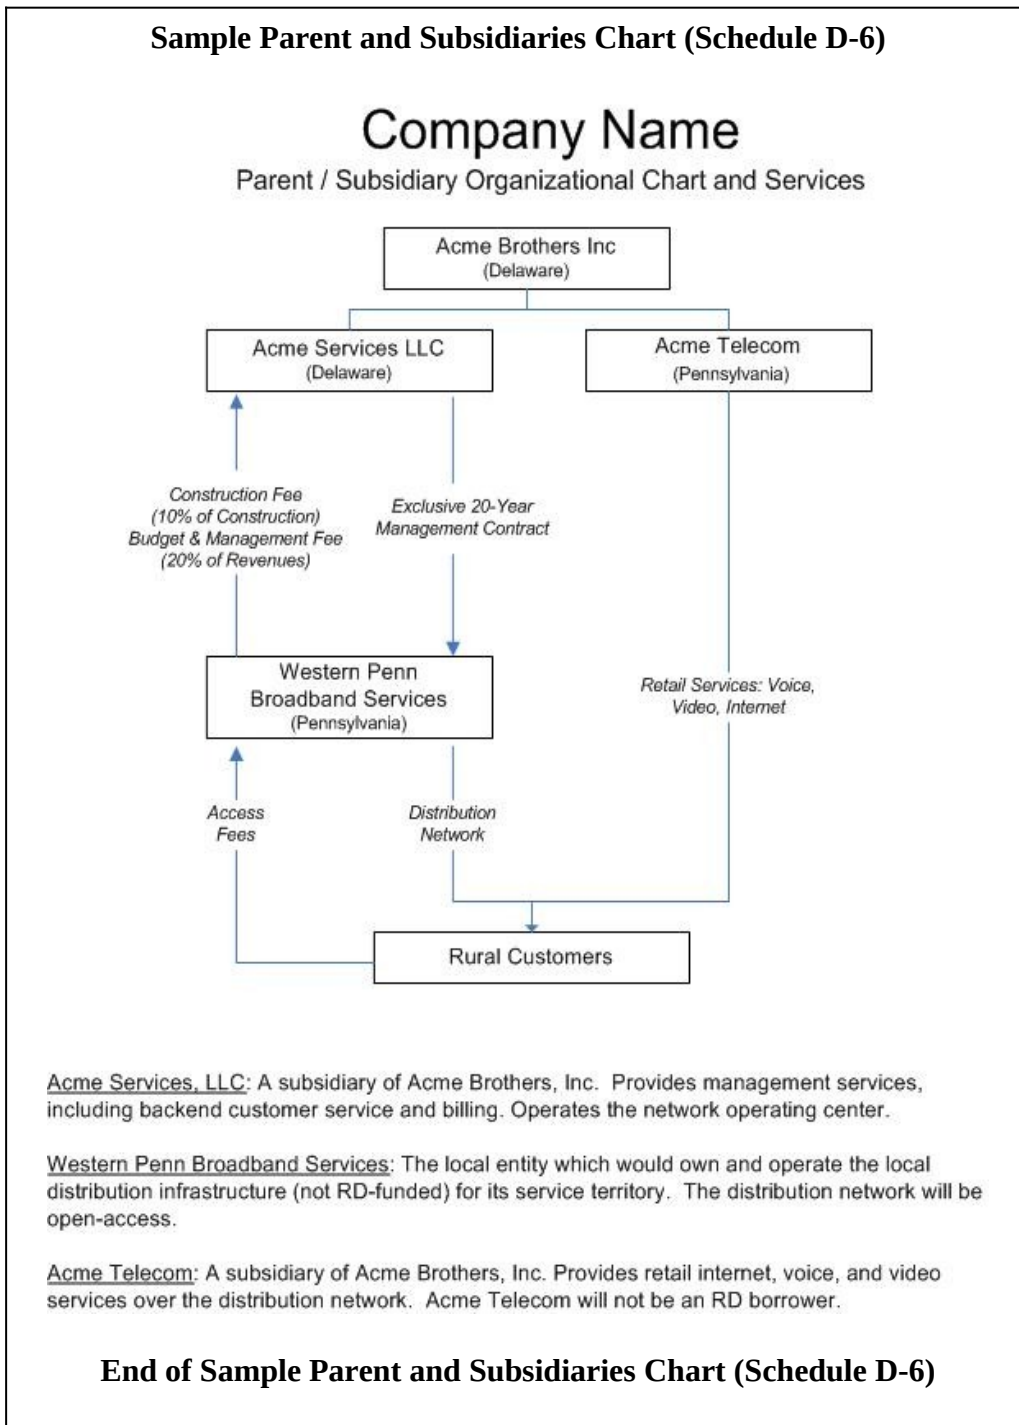 Sample Parent and Subsidiaries Chart (Schedule D-6)
Company Name
Parent / Subsidiary Organizational Chart and Services
Acme Brothers Inc
(Delaware)
Acme Services LLC
(Delaware)
Acme Telecom
(Pennsylvania)
Construction Fee
(10% of Construction)
Budget & Management Fee
(20% of Revenues)
Exclusive 20-Year
Management Contract
Western Penn
Broadband Services
(Pennsylvania)
Retail Services: Voice,
Video, Internet
Access
Fees
Distribution
Network
Rural Customers
Acme Services, LLC: A subsidiary of Acme Brothers, Inc.  Provides management services,
including backend customer service and billing. Operates the network operating center.
Western Penn Broadband Services: The local entity which would own and operate the local
distribution infrastructure (not RD-funded) for its service territory.  The distribution network will be
open-access.
Acme Telecom: A subsidiary of Acme Brothers, Inc. Provides retail internet, voice, and video
services over the distribution network.  Acme Telecom will not be an RD borrower.
End of Sample Parent and Subsidiaries Chart (Schedule D-6)